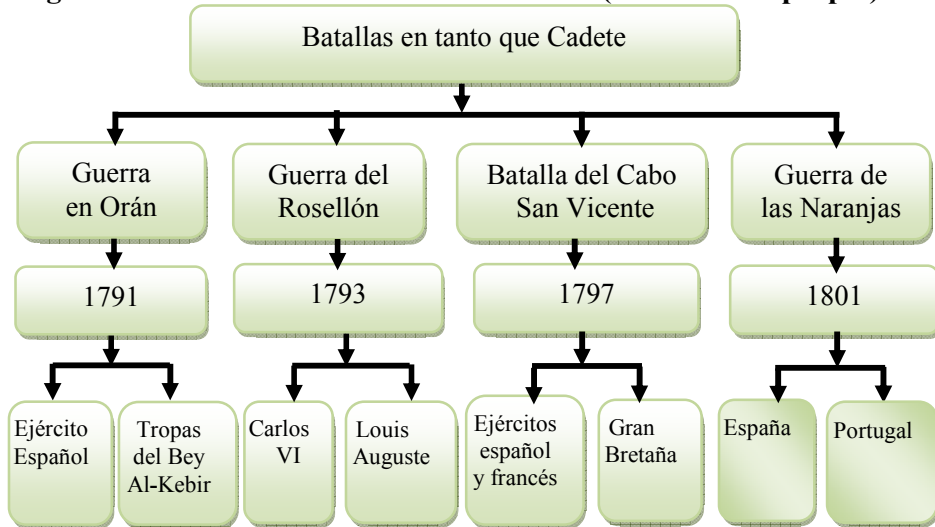 Batallas en tanto que Cadete
Guerra
en Orán
Guerra del
Rosellón
Batalla del Cabo
San Vicente
Guerra de
las Naranjas
1791
1793
1797
1801
Ejército
Español
Tropas
del Bey
Al-Kebir
Carlos
VI
Louis
Auguste
Ejércitos
español
y francés
Gran
Bretaña
España
Portugal